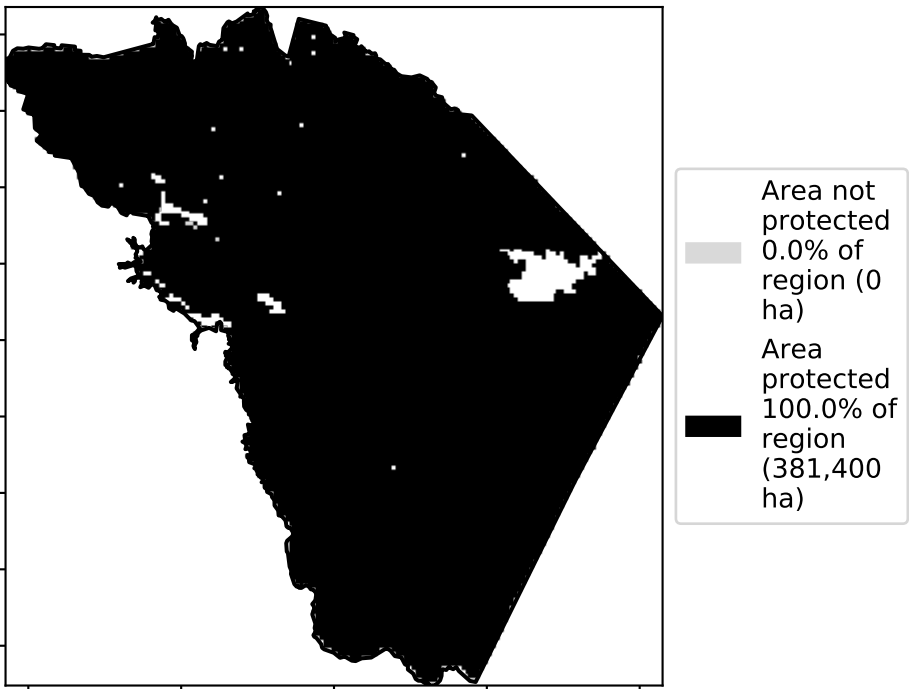 Area not
protected
0.0% of
region (0
ha)
Area
protected
100.0% of
region
(381,400
ha)